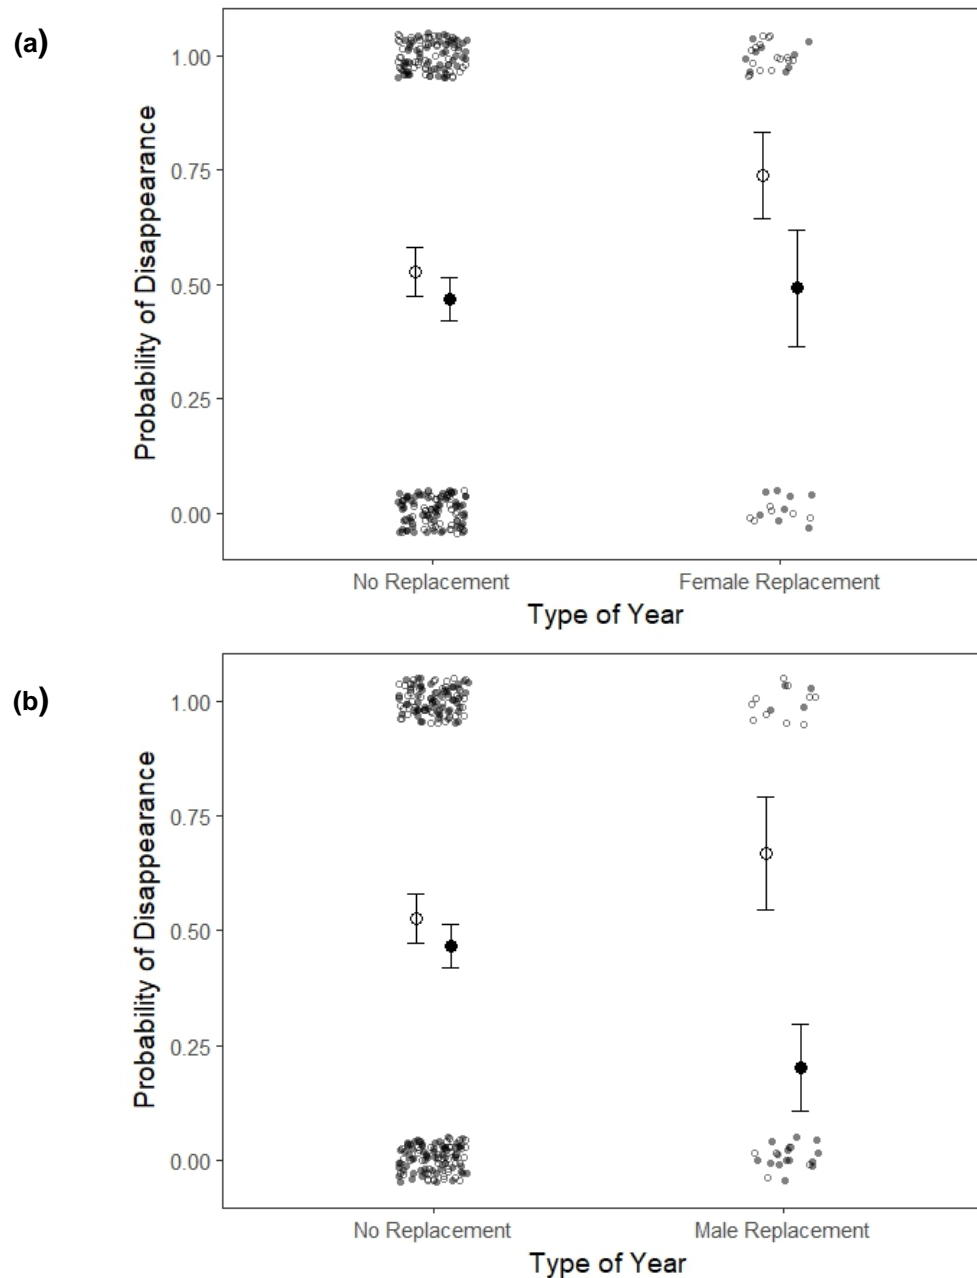 (a)
Probability of Disappearance
1.00
0.75
0.50
0.25
0.00
No Replacement Female Replacement
Type of Year
(b)
Probability of Disappearance
1.00
0.75
0.50
0.25
0.00
No Replacement Male Replacement
Type of Year